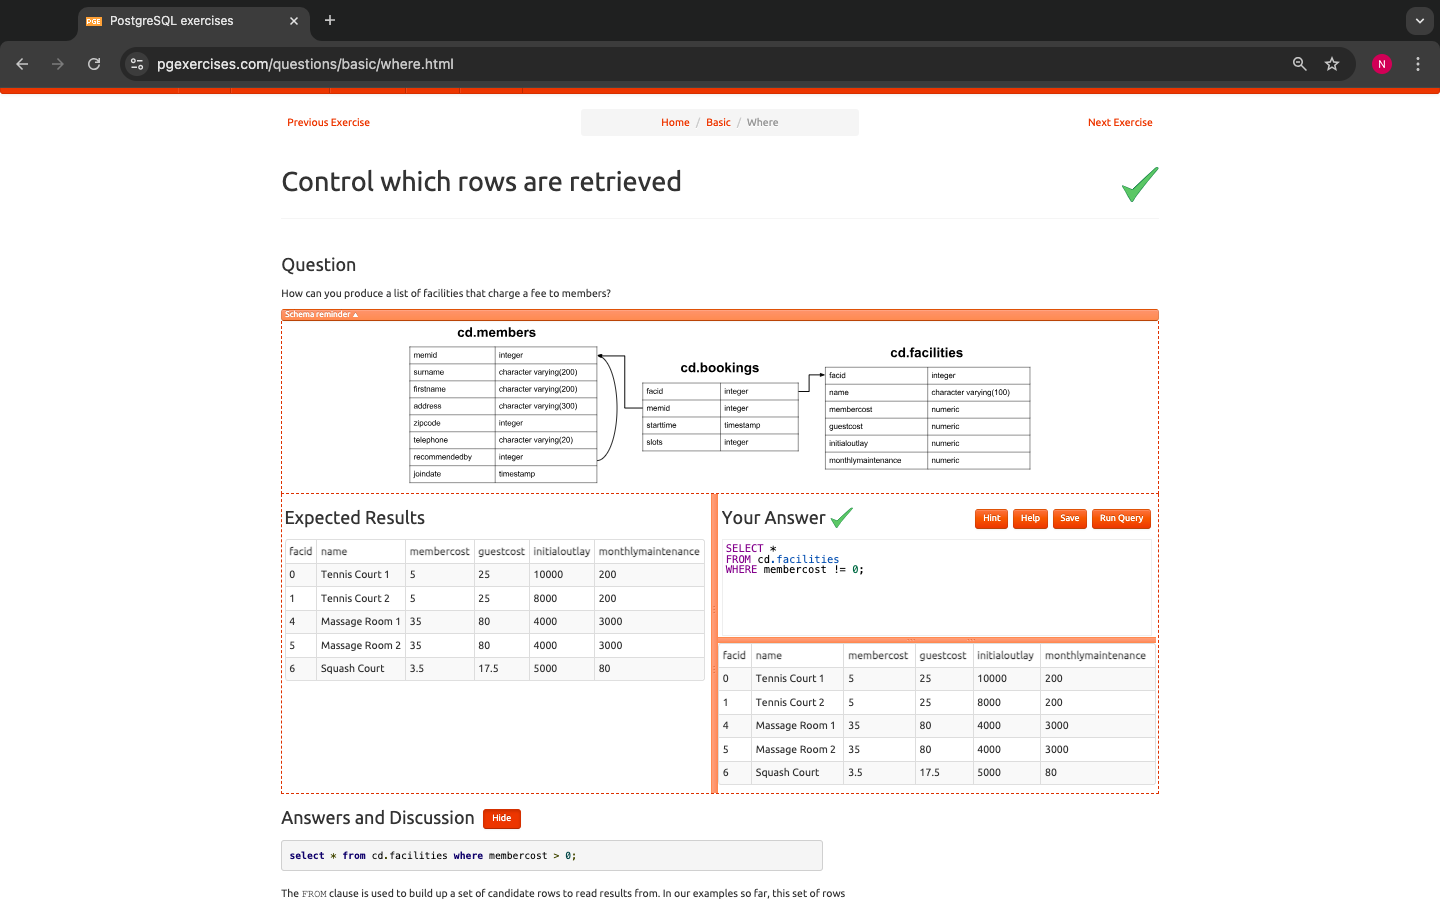 PGE PostgreSQL exercises
pgexercises.com/questions/basic/where.html
N
Previous Exercise
Home / Basic / Where
Next Exercise
Control which rows are retrieved
Question
How can you produce a list of facilities that charge a fee to members?
Schema reminder
cd.members
memid integer
surname character varying(200)
firstname character varying(200)
address character varying(300)
zipcode integer
telephone character varying(20)
recommendedby integer
joindate timestamp
cd.bookings
facid integer
memid integer
starttime timestamp
slots integer
cd.facilities
facid integer
name character varying(100)
membercost numeric
guestcost numeric
initialoutlay numeric
monthlymaintenance numeric
Expected Results
facid name membercost guestcost initialoutlay monthlymaintenance
0 Tennis Court 1 5 25 10000 200
1 Tennis Court 2 5 25 8000 200
4 Massage Room 1 35 80 4000 3000
5 Massage Room 2 35 80 4000 3000
6 Squash Court 3.5 17.5 5000 80
Your Answer
Hint Help Save Run Query
SELECT *
FROM cd.facilities
WHERE membercost != 0;
facid name membercost guestcost initialoutlay monthlymaintenance
0 Tennis Court 1 5 25 10000 200
1 Tennis Court 2 5 25 8000 200
4 Massage Room 1 35 80 4000 3000
5 Massage Room 2 35 80 4000 3000
6 Squash Court 3.5 17.5 5000 80
Answers and Discussion Hide
select * from cd.facilities where membercost > 0;
The FROM clause is used to build up a set of candidate rows to read results from. In our examples so far, this set of rows